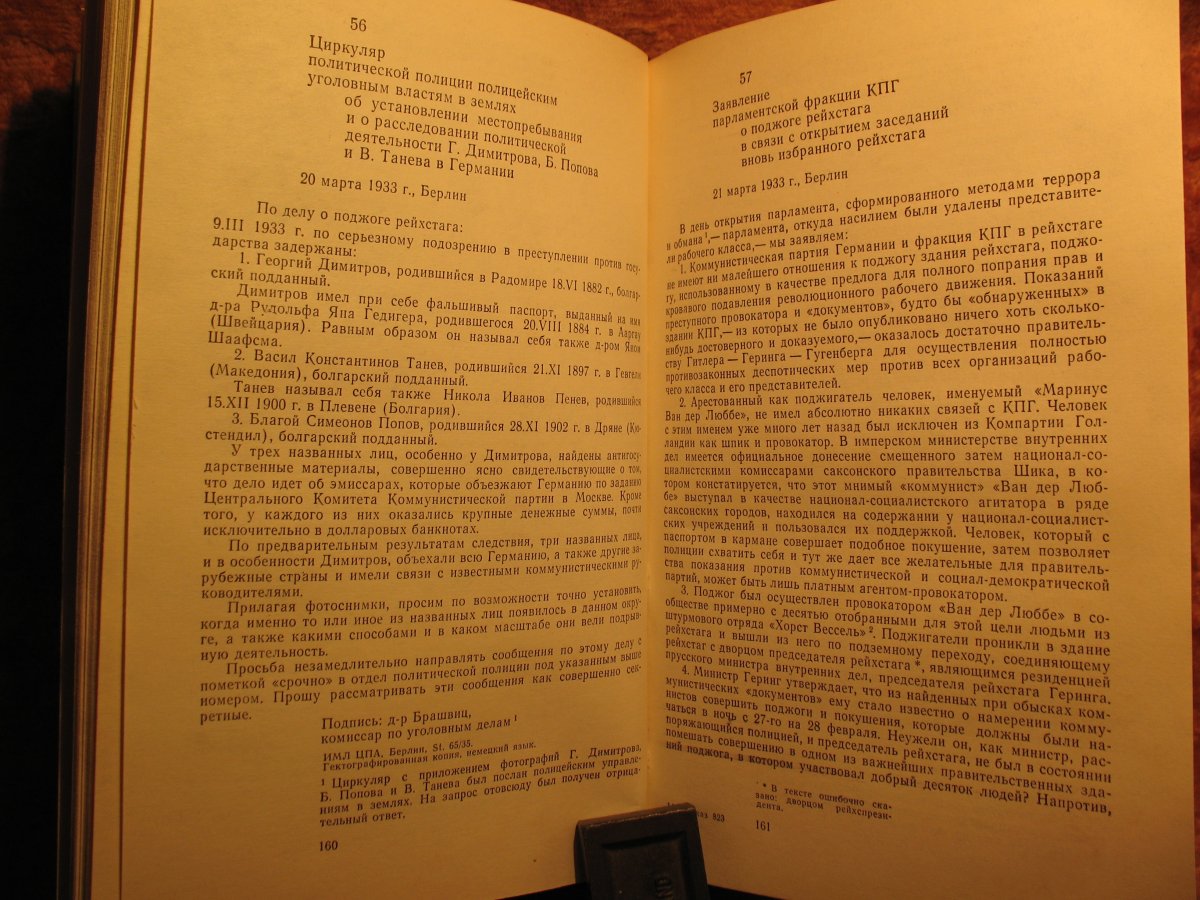 56
Циркуляр
политической полиции полицейским
уголовным властям в землях
об установлении местопребывания
и о расследовании политической
деятельности Г. Димитрова, Б. Попова
и В. Танева в Германии
20 марта 1933 г., Берлин
По делу о поджоге рейхстага:
9.III 1933 г. по серьезному подозрению в преступлении против госу-
дарства задержаны:
1. Георгий Димитров, родившийся в Радомире 18.VI 1882 г., болгар-
ский подданный.
Димитров имел при себе фальшивый паспорт, выданный на имя
д-ра Рудольфа Яна Гедигера, родившегося 20.VIII 1884 г. в Ааргау
(Швейцария). Равным образом он называл себя также д-ром Яном
Шаафсма.
2. Васил Константинов Танев, родившийся 21.XI 1897 г. в Гевгели
(Македония), болгарский подданный.
Танев называл себя также Никола Иванов Пенев, родившийся
15.XII 1900 г. в Плевене (Болгария).
3. Благой Симеонов Попов, родившийся 28.XI 1902 г. в Дряне (Кю-
стендил), болгарский подданный.
У трех названных лиц, особенно у Димитрова, найдены антигосу-
дарственные материалы, совершенно ясно свидетельствующие о том,
что дело идет об эмиссарах, которые объезжают Германию по заданию
Центрального Комитета Коммунистической партии в Москве. Кроме
того, у каждого из них оказались крупные денежные суммы, почти
исключительно в долларовых банкнотах.
По предварительным результатам следствия, три названных лица,
и в особенности Димитров, объехали всю Германию, а также другие за-
рубежные страны и имели связи с известными коммунистическими ру-
ководителями.
Прилагая фотоснимки, просим по возможности точно установить,
когда именно то или иное из названных лиц появилось в данном окру-
ге, а также какими способами и в каком масштабе они вели подрыв-
ную деятельность.
Просьба незамедлительно направлять сообщения по этому делу с
пометкой «срочно» в отдел политической полиции под указанным выше
номером. Прошу рассматривать эти сообщения как совершенно сек-
ретные.
Подпись: д-р Брашвиц,
комиссар по уголовным делам ¹
ИМЛ ЦПА, Берлин, St. 65/35.
Гектографированная копия, немецкий язык.
¹ Циркуляр с приложением фотографий Г. Димитрова,
Б. Попова и В. Танева был послан полицейским управле-
ниям в землях. На запрос отовсюду был получен отрица-
тельный ответ.
160
57
Заявление
парламентской фракции КПГ
о поджоге рейхстага
в связи с открытием заседаний
вновь избранного рейхстага
21 марта 1933 г., Берлин
В день открытия парламента, сформированного методами террора
и обмана ¹,— парламента, откуда насилием были удалены представите-
ли рабочего класса,— мы заявляем:
1. Коммунистическая партия Германии и фракция КПГ в рейхстаге
не имеют ни малейшего отношения к поджогу здания рейхстага, поджо-
гу, использованному в качестве предлога для полного попрания прав и
кровавого подавления революционного рабочего движения. Показаний
преступного провокатора и «документов», будто бы «обнаруженных» в
здании КПГ,— из которых не было опубликовано ничего хоть сколько-
нибудь достоверного и доказуемого,— оказалось достаточно правитель-
ству Гитлера — Геринга — Гугенберга для осуществления полностью
противозаконных деспотических мер против всех организаций рабо-
чего класса и его представителей.
2. Арестованный как поджигатель человек, именуемый «Маринус
Ван дер Люббе», не имел абсолютно никаких связей с КПГ. Человек
с этим именем уже много лет назад был исключен из Компартии Гол-
ландии как шпик и провокатор. В имперском министерстве внутренних
дел имеется официальное донесение смещенного затем национал-со-
циалистскими комиссарами саксонского правительства Шика, в ко-
тором констатируется, что этот мнимый «коммунист» «Ван дер Люб-
бе» выступал в качестве национал-социалистского агитатора в ряде
саксонских городов, находился на содержании у национал-социалист-
ских учреждений и пользовался их поддержкой. Человек, который с
паспортом в кармане совершает подобное покушение, затем позволяет
полиции схватить себя и тут же дает все желательные для правитель-
ства показания против коммунистической и социал-демократической
партий, может быть лишь платным агентом-провокатором.
3. Поджог был осуществлен провокатором «Ван дер Люббе» в со-
обществе примерно с десятью отобранными для этой цели людьми из
штурмового отряда «Хорст Вессель» ². Поджигатели проникли в здание
рейхстага и вышли из него по подземному переходу, соединяющему
рейхстаг с дворцом председателя рейхстага *, являющимся резиденцией
прусского министра внутренних дел, председателя рейхстага Геринга.
4. Министр Геринг утверждает, что из найденных при обысках ком-
мунистических «документов» ему стало известно о намерении комму-
нистов совершить поджоги и покушения, которые должны были на-
чаться в ночь с 27-го на 28 февраля. Неужели он, как министр, рас-
поряжающийся полицией, и председатель рейхстага, не был в состоянии
помешать совершению в одном из важнейших правительственных зда-
ний поджога, в котором участвовал добрый десяток людей? Напротив,
* В тексте ошибочно ска-
зано: дворцом рейхспрези-
дента.
аз 823
161